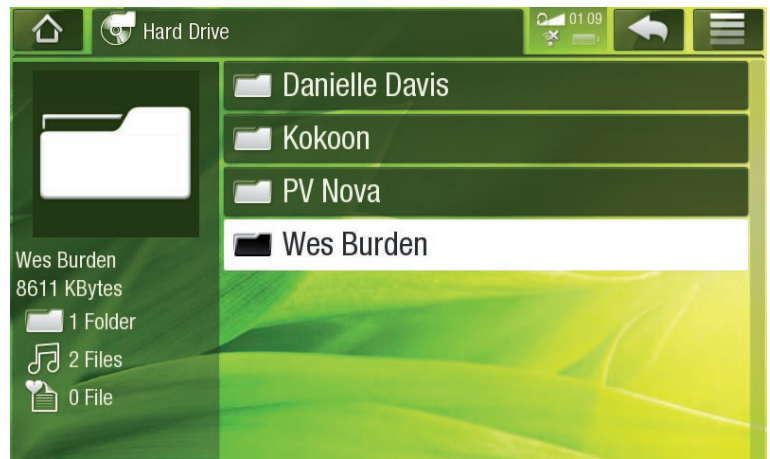 Hard Drive
01 09
Danielle Davis
Kokoon
PV Nova
Wes Burden
Wes Burden
8611 KBytes
1 Folder
2 Files
0 File